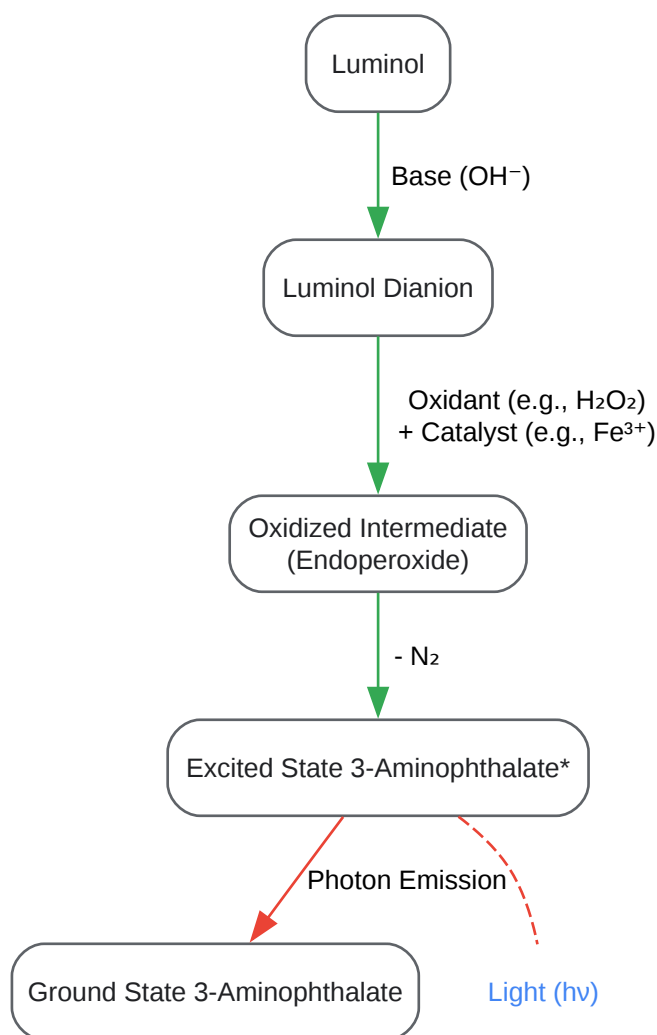 Luminol
Base (OH⁻)
Luminol Dianion
Oxidant (e.g., H₂O₂)
+ Catalyst (e.g., Fe³⁺)
Oxidized Intermediate
(Endoperoxide)
- N₂
Excited State 3-Aminophthalate*
Photon Emission
Ground State 3-Aminophthalate
Light (hν)